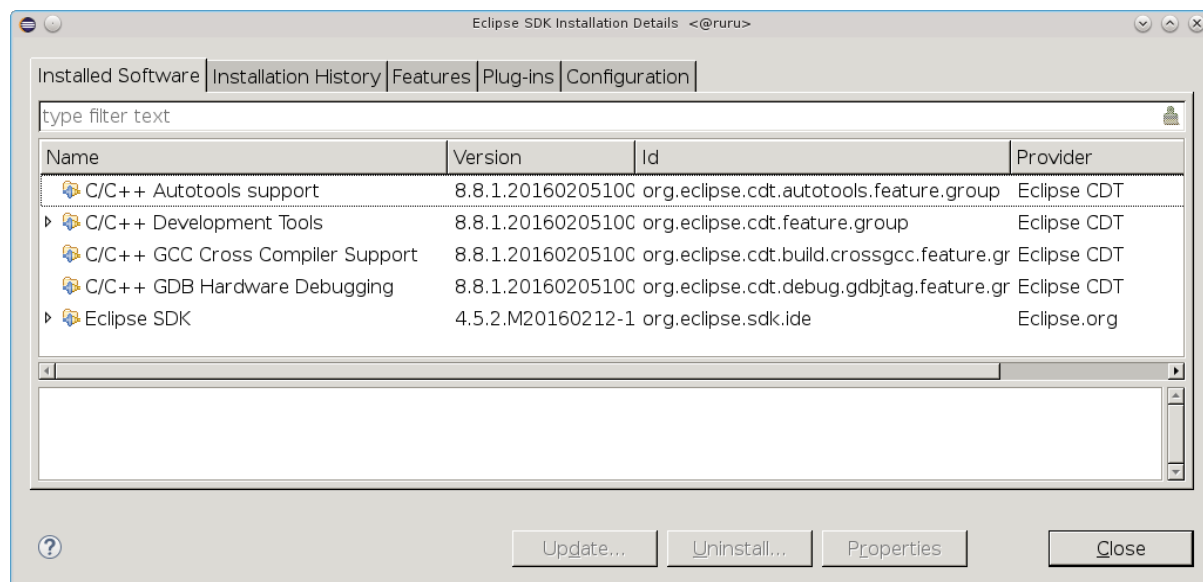 Eclipse SDK Installation Details <@ruru>
Installed Software Installation History Features Plug-ins Configuration
type filter text
Name Version Id Provider
C/C++ Autotools support 8.8.1.20160205100 org.eclipse.cdt.autotools.feature.group Eclipse CDT
C/C++ Development Tools 8.8.1.20160205100 org.eclipse.cdt.feature.group Eclipse CDT
C/C++ GCC Cross Compiler Support 8.8.1.20160205100 org.eclipse.cdt.build.crossgcc.feature.gr Eclipse CDT
C/C++ GDB Hardware Debugging 8.8.1.20160205100 org.eclipse.cdt.debug.gdbjtag.feature.gr Eclipse CDT
Eclipse SDK 4.5.2.M20160212-1 org.eclipse.sdk.ide Eclipse.org
? Update... Uninstall... Properties Close